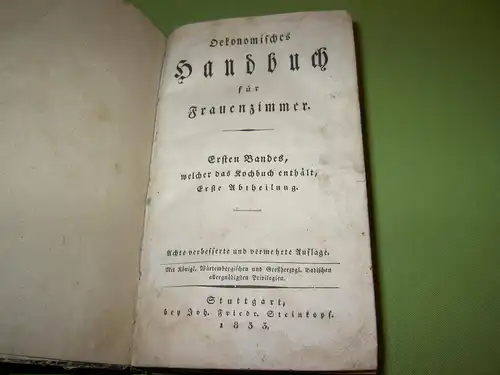 Oekonomisches
Handbuch
für
Frauenzimmer.
Ersten Bandes,
welcher das Kochbuch enthält,
Erste Abtheilung.
Achte verbesserte und vermehrte Auflage.
Mit Königl. Würtembergischen und Großherzogl. Badischen
allergnädigsten Privilegien.
Stuttgart,
bey Joh. Friedr. Steinkopf.
1833.